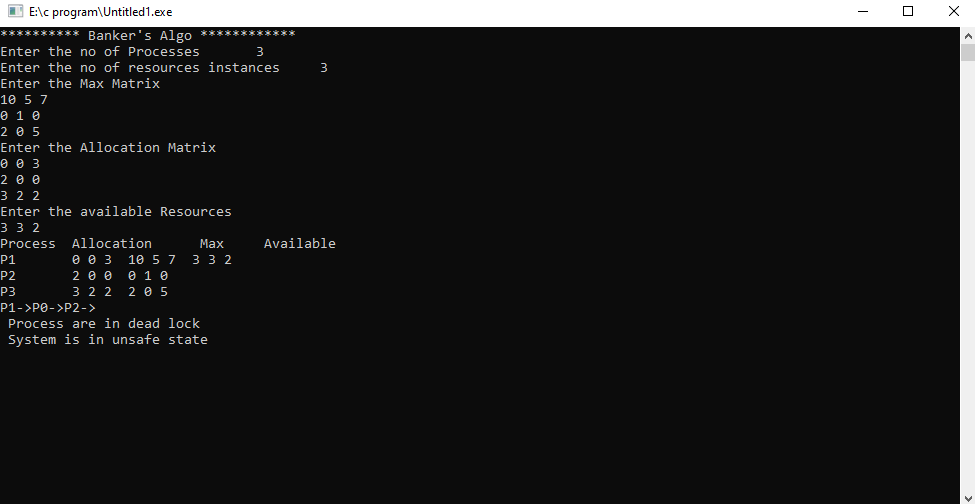 E:\c program\Untitled1.exe
********** Banker's Algo ************
Enter the no of Processes       3
Enter the no of resources instances     3
Enter the Max Matrix
10 5 7
0 1 0
2 0 5
Enter the Allocation Matrix
0 0 3
2 0 0
3 2 2
Enter the available Resources
3 3 2
Process  Allocation      Max     Available
P1       0 0 3  10 5 7  3 3 2
P2       2 0 0  0 1 0
P3       3 2 2  2 0 5
P1->P0->P2->
 Process are in dead lock
 System is in unsafe state